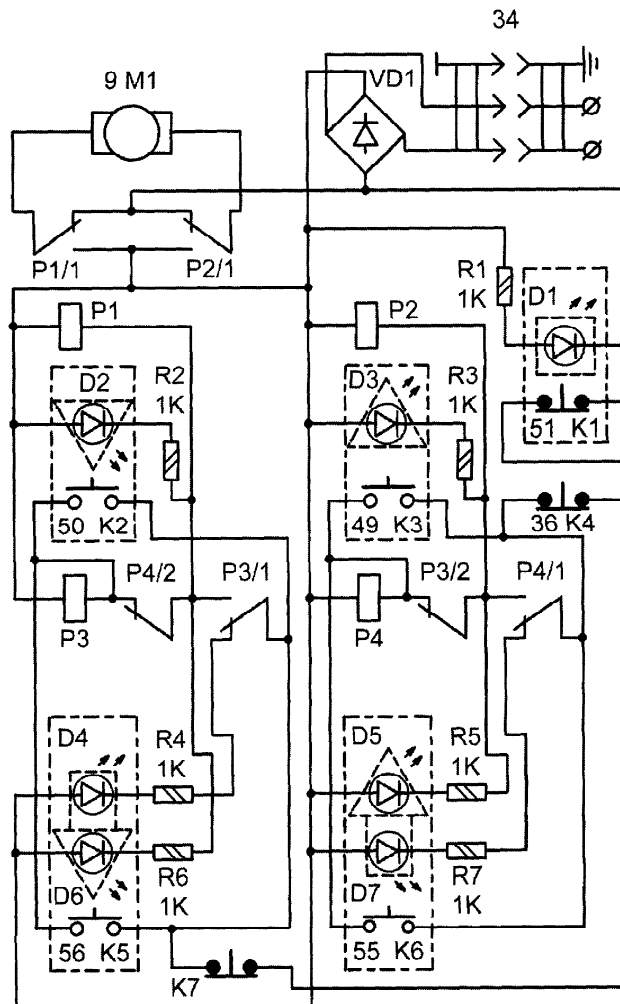 34
9 M1
VD1
P1/1
P2/1
R1
1K
D1
P1
P2
D2
R2
1K
D3
R3
1K
51 K1
50 K2
49 K3
36 K4
P4/2
P3/1
P3/2
P4/1
P3
P4
D4
R4
1K
D5
R5
1K
D6
R6
1K
D7
R7
1K
56 K5
55 K6
K7